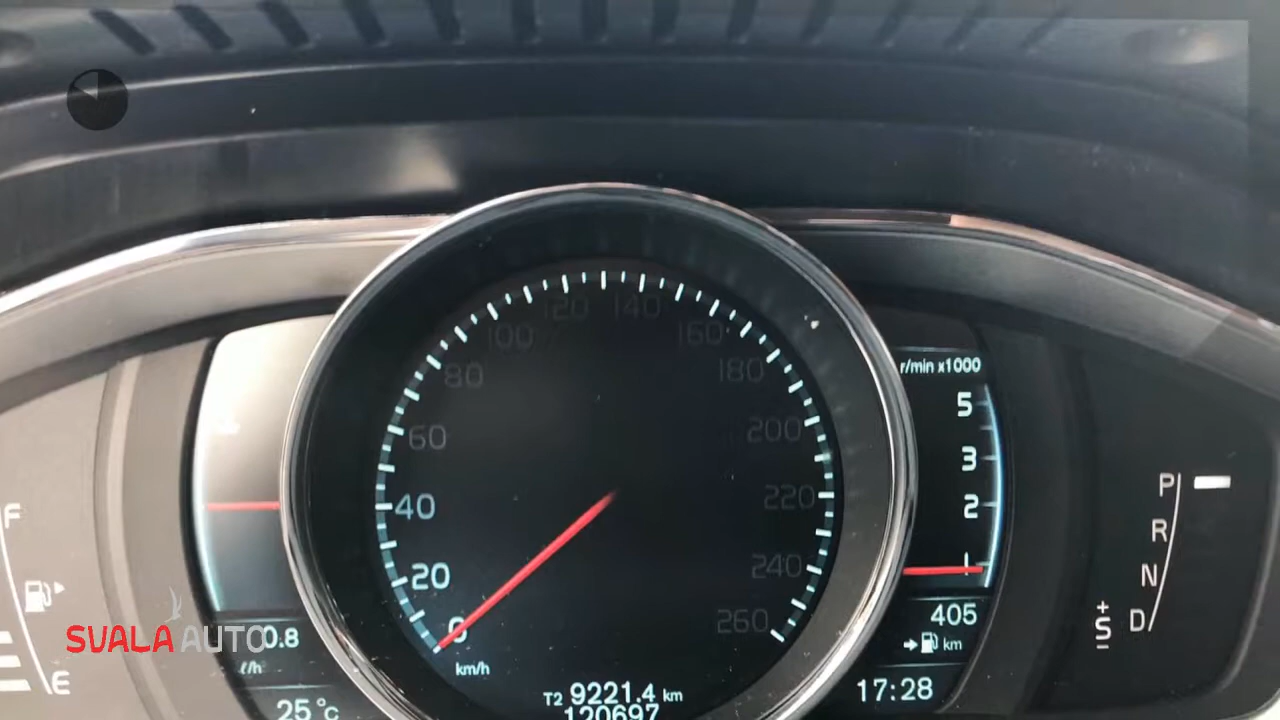 120 140
100 160
80 180
r/min x1000
5
60 200
3
220
P
40
2
F
R
240
1
N
20
405
km
260
D
+
S
-
0
SVALA AUTO
0.8
ℓ/h
km/h
E
T2 9221.4 km
17:28
25 °C
120697